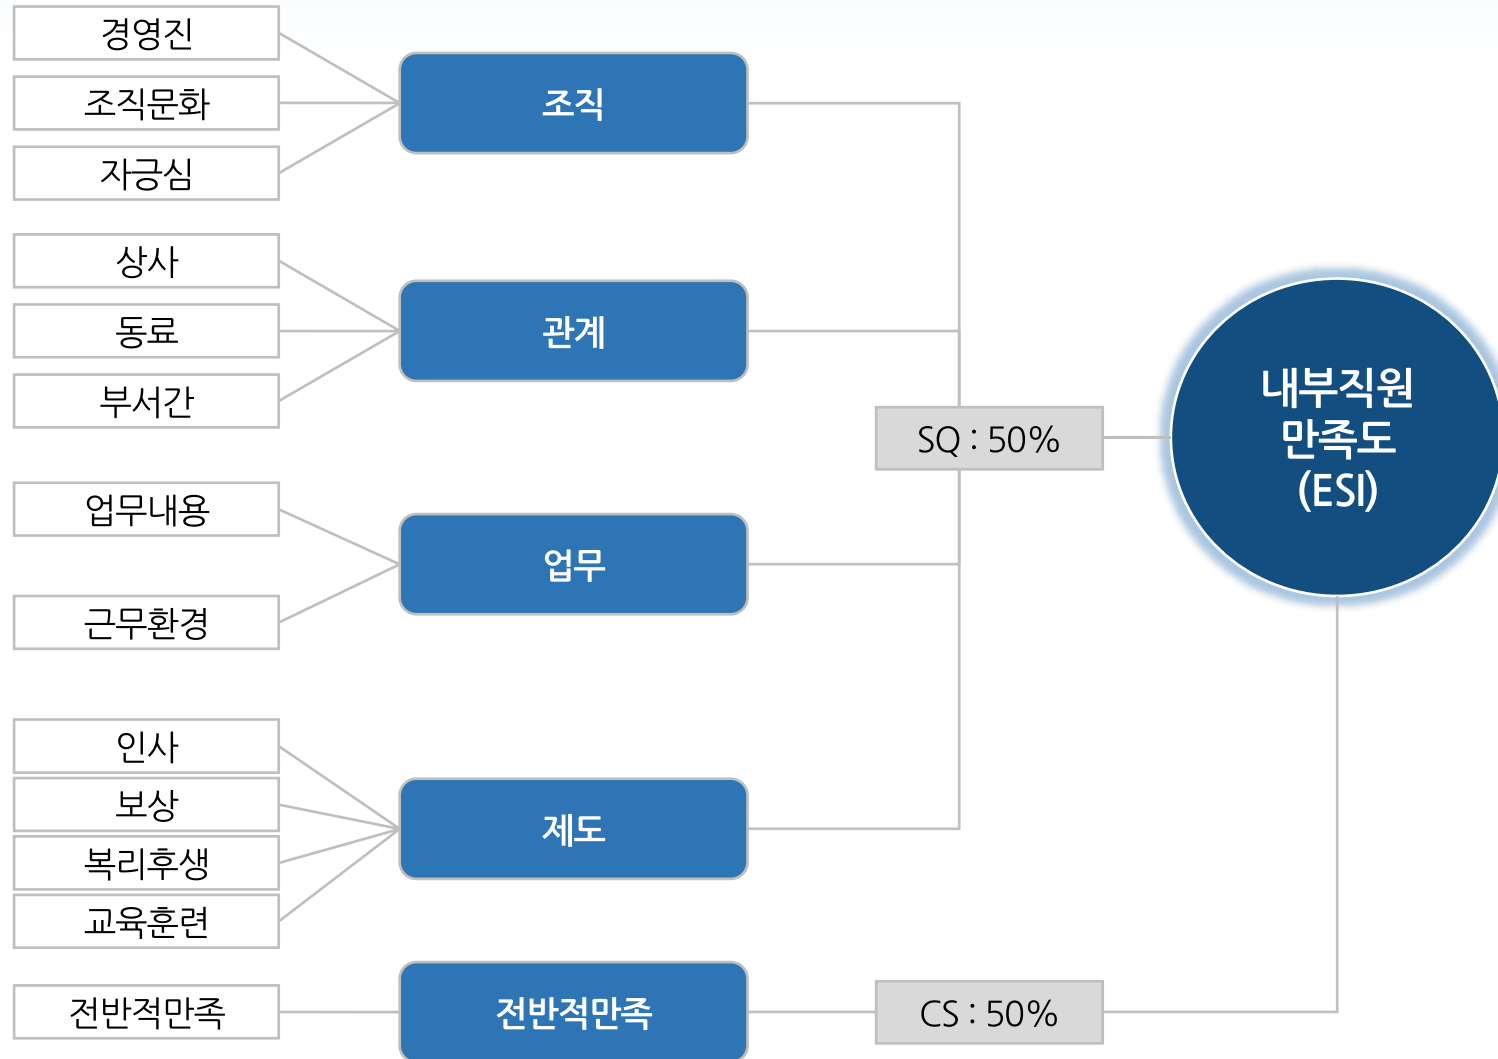 경영진
조직문화
자긍심
조직
상사
동료
부서간
관계
업무내용
근무환경
업무
인사
보상
복리후생
교육훈련
제도
전반적만족
전반적만족
SQ : 50%
CS : 50%
내부직원
만족도
(ESI)